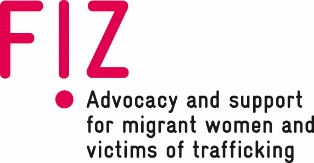 FIZ
Advocacy and support
for migrant women and
victims of trafficking